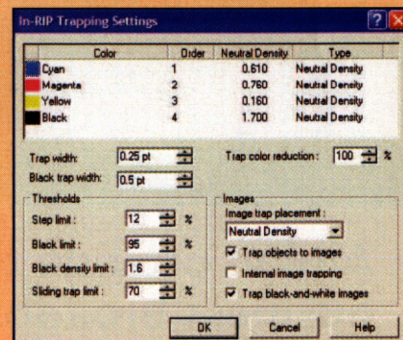 In-RIP Trapping Settings
Color Order Neutral Density Type
Cyan 1 0.610 Neutral Density
Magenta 2 0.760 Neutral Density
Yellow 3 0.160 Neutral Density
Black 4 1.700 Neutral Density
Trap width: 0.25 pt Trap color reduction : 100 %
Black trap width: 0.5 pt
Thresholds
Step limit : 12 %
Black limit : 95 %
Black density limit : 1.6
Sliding trap limit : 70 %
Images
Image trap placement :
Neutral Density
Trap objects to images
Internal image trapping
Trap black-and-white images
OK Cancel Help